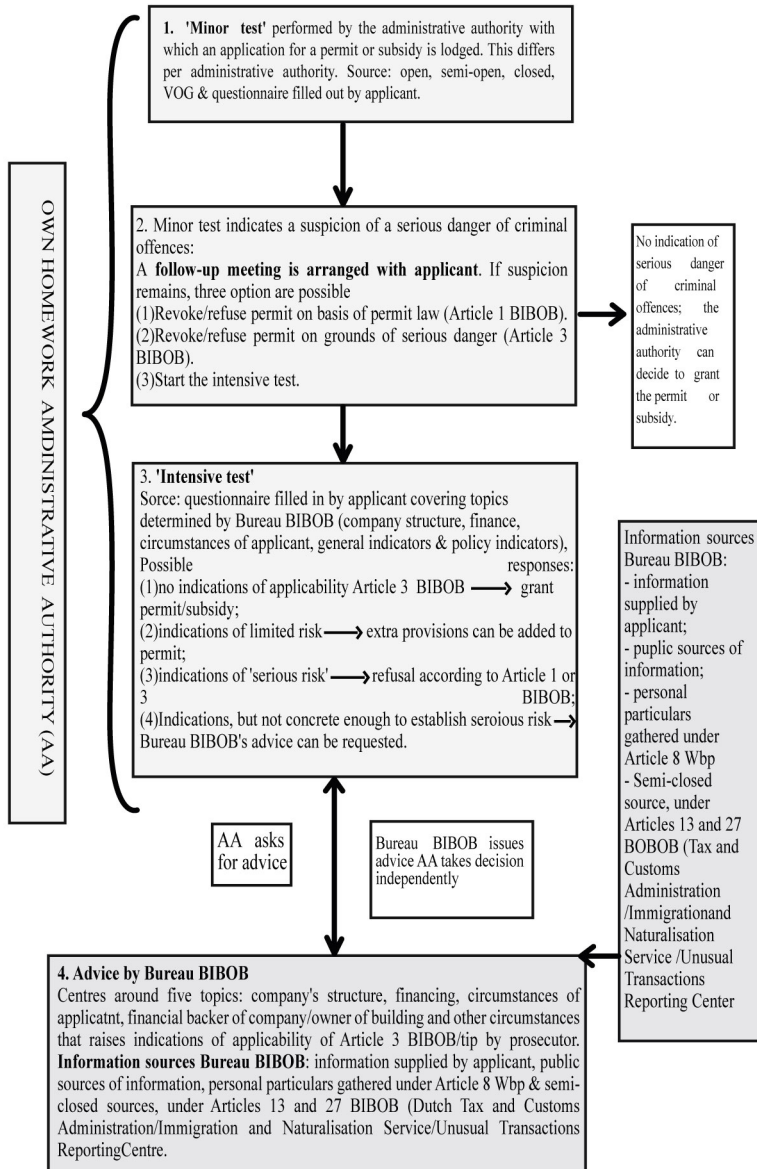 OWN HOMEWORK AMDINISTRATIVE AUTHORITY (AA)
1. 'Minor test' performed by the administrative authority with
which an application for a permit or subsidy is lodged. This differs
per administrative authority. Source: open, semi-open, closed,
VOG & questionnaire filled out by applicant.
2. Minor test indicates a suspicion of a serious danger of criminal
offences:
A follow-up meeting is arranged with applicant. If suspicion
remains, three option are possible
(1)Revoke/refuse permit on basis of permit law (Article 1 BIBOB).
(2)Revoke/refuse permit on grounds of serious danger (Article 3
BIBOB).
(3)Start the intensive test.
No indication of
serious danger
of criminal
offences; the
administrative
authority can
decide to grant
the permit or
subsidy.
3. 'Intensive test'
Sorce: questionnaire filled in by applicant covering topics
determined by Bureau BIBOB (company structure, finance,
circumstances of applicant, general indicators & policy indicators),
Possible responses:
(1)no indications of applicability Article 3 BIBOB → grant
permit/subsidy;
(2)indications of limited risk → extra provisions can be added to
permit;
(3)indications of 'serious risk' → refusal according to Article 1 or
3 BIBOB;
(4)Indications, but not concrete enough to establish seroious risk →
Bureau BIBOB's advice can be requested.
Information sources
Bureau BIBOB:
- information
supplied by
applicant;
- puplic sources of
information;
- personal
particulars
gathered under
Article 8 Wbp
- Semi-closed
source, under
Articles 13 and 27
BOBOB (Tax and
Customs
Administration
/Immigrationand
Naturalisation
Service /Unusual
Transactions
Reporting Center
AA asks
for advice
Bureau BIBOB issues
advice AA takes decision
independently
4. Advice by Bureau BIBOB
Centres around five topics: company's structure, financing, circumstances of
applicatnt, financial backer of company/owner of building and other circumstances
that raises indications of applicability of Article 3 BIBOB/tip by prosecutor.
Information sources Bureau BIBOB: information supplied by applicant, public
sources of information, personal particulars gathered under Article 8 Wbp & semi-
closed sources, under Articles 13 and 27 BIBOB (Dutch Tax and Customs
Administration/Immigration and Naturalisation Service/Unusual Transactions
ReportingCentre.